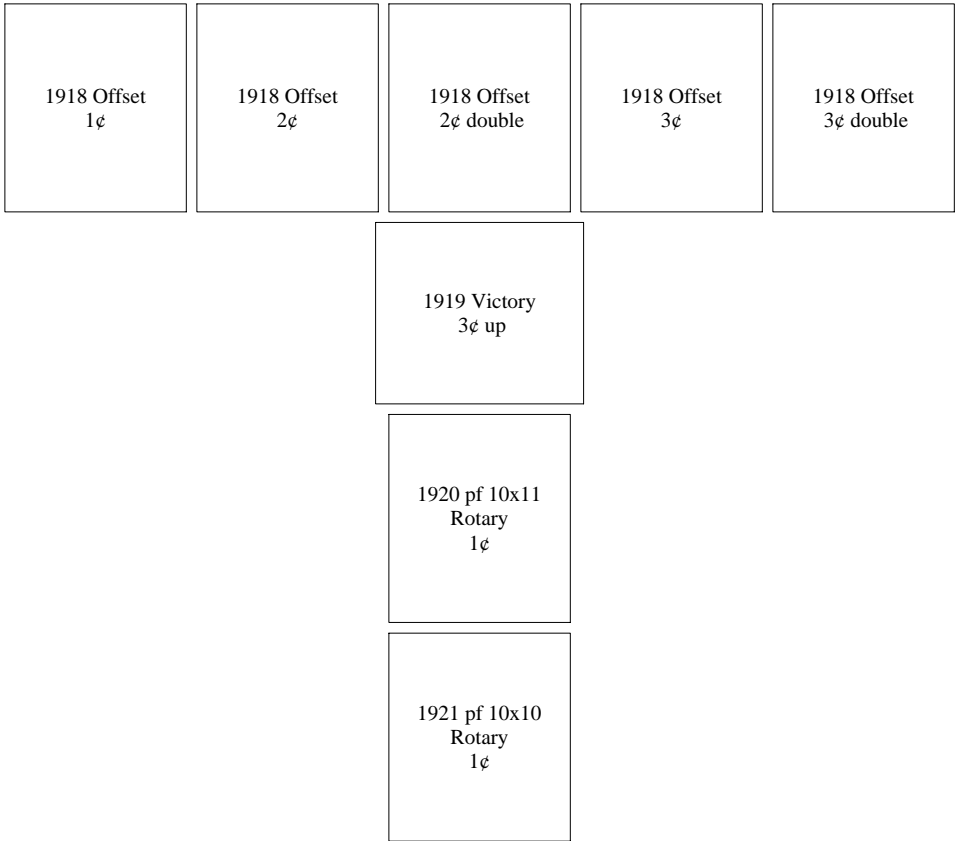 1918 Offset
1¢
1918 Offset
2¢
1918 Offset
2¢ double
1918 Offset
3¢
1918 Offset
3¢ double
1919 Victory
3¢ up
1920 pf 10x11
Rotary
1¢
1921 pf 10x10
Rotary
1¢